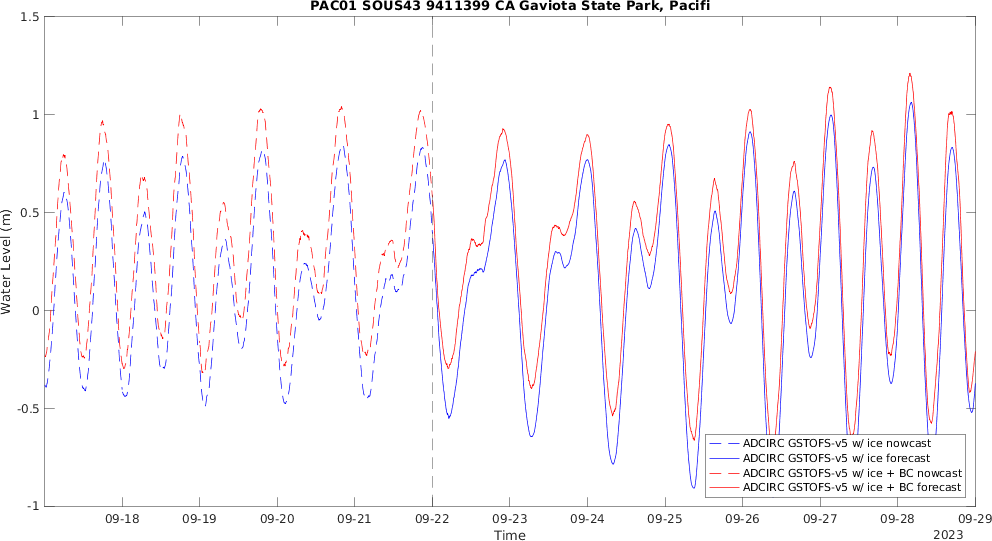 PAC01 SOUS43 9411399 CA Gaviota State Park, Pacifi
1.5
1
0.5
0
-0.5
-1
Water Level (m)
09-18 09-19 09-20 09-21 09-22 09-23 09-24 09-25 09-26 09-27 09-28 09-29
Time
2023
ADCIRC GSTOFS-v5 w/ ice nowcast
ADCIRC GSTOFS-v5 w/ ice forecast
ADCIRC GSTOFS-v5 w/ ice + BC nowcast
ADCIRC GSTOFS-v5 w/ ice + BC forecast